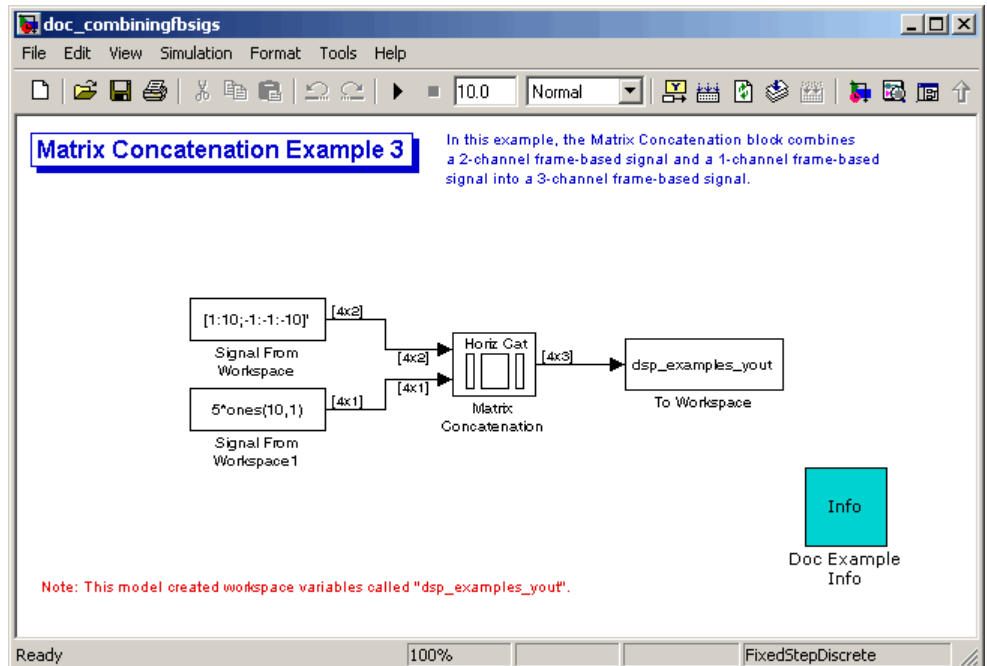 doc_combiningfbsigs
File Edit View Simulation Format Tools Help
10.0 Normal
Matrix Concatenation Example 3
In this example, the Matrix Concatenation block combines
a 2-channel frame-based signal and a 1-channel frame-based
signal into a 3-channel frame-based signal.
[1:10;-1:-1:-10]'
[4x2]
Signal From
Workspace
[4x2]
Horiz Cat
[4x3]
dsp_examples_yout
To Workspace
5*ones(10,1)
[4x1]
[4x1]
Matrix
Concatenation
Signal From
Workspace1
Info
Doc Example
Info
Note: This model created workspace variables called "dsp_examples_yout".
Ready 100% FixedStepDiscrete